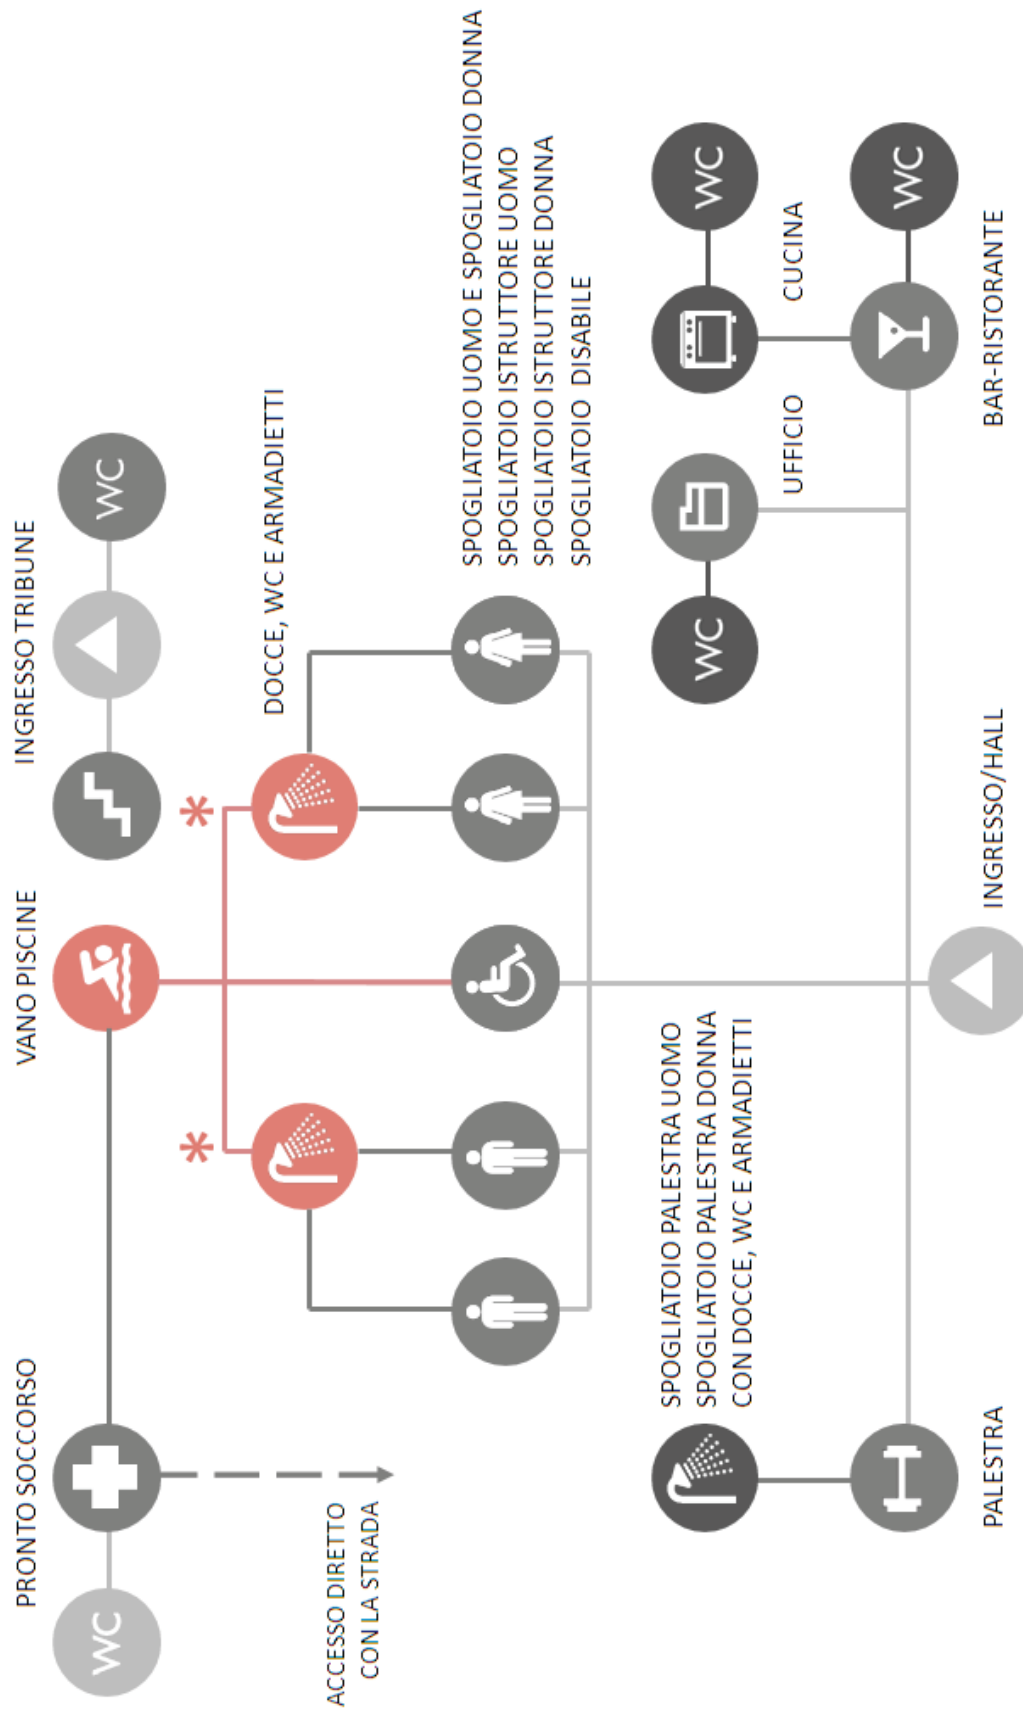 PRONTO SOCCORSO
VANO PISCINE
INGRESSO TRIBUNE
WC
WC
*
*
DOCCE, WC E ARMADIETTI
ACCESSO DIRETTO
CON LA STRADA
SPOGLIATOIO UOMO E SPOGLIATOIO DONNA
SPOGLIATOIO ISTRUTTORE UOMO
SPOGLIATOIO ISTRUTTORE DONNA
SPOGLIATOIO DISABILE
SPOGLIATOIO PALESTRA UOMO
SPOGLIATOIO PALESTRA DONNA
CON DOCCE, WC E ARMADIETTI
WC
WC
UFFICIO
CUCINA
WC
PALESTRA
INGRESSO/HALL
BAR-RISTORANTE